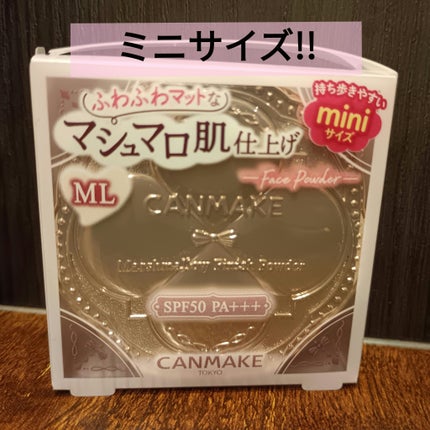 ミニサイズ!!
ふわふわマットな
マシュマロ肌仕上げ
持ち歩きやすい
mini
サイズ
Face Powder
ML
CANMAKE
Marshmallow Finish Powder
SPF50 PA+++
CANMAKE
TOKYO